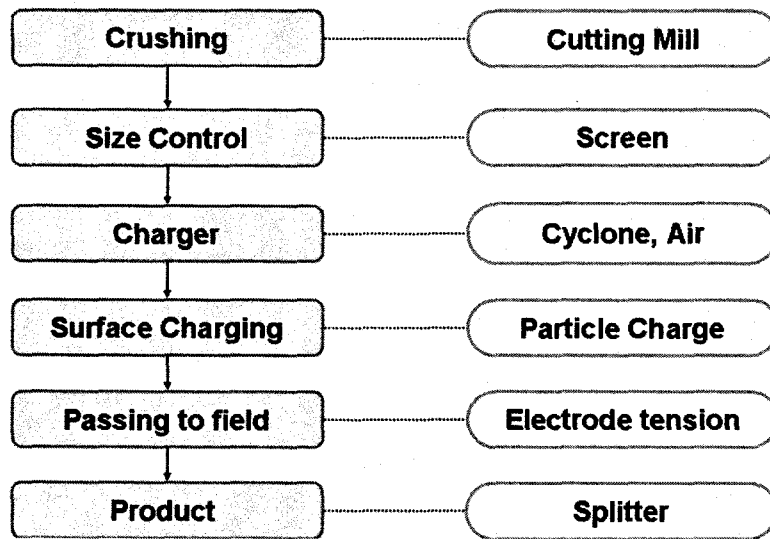 Crushing
Cutting Mill
Size Control
Screen
Charger
Cyclone, Air
Surface Charging
Particle Charge
Passing to field
Electrode tension
Product
Splitter